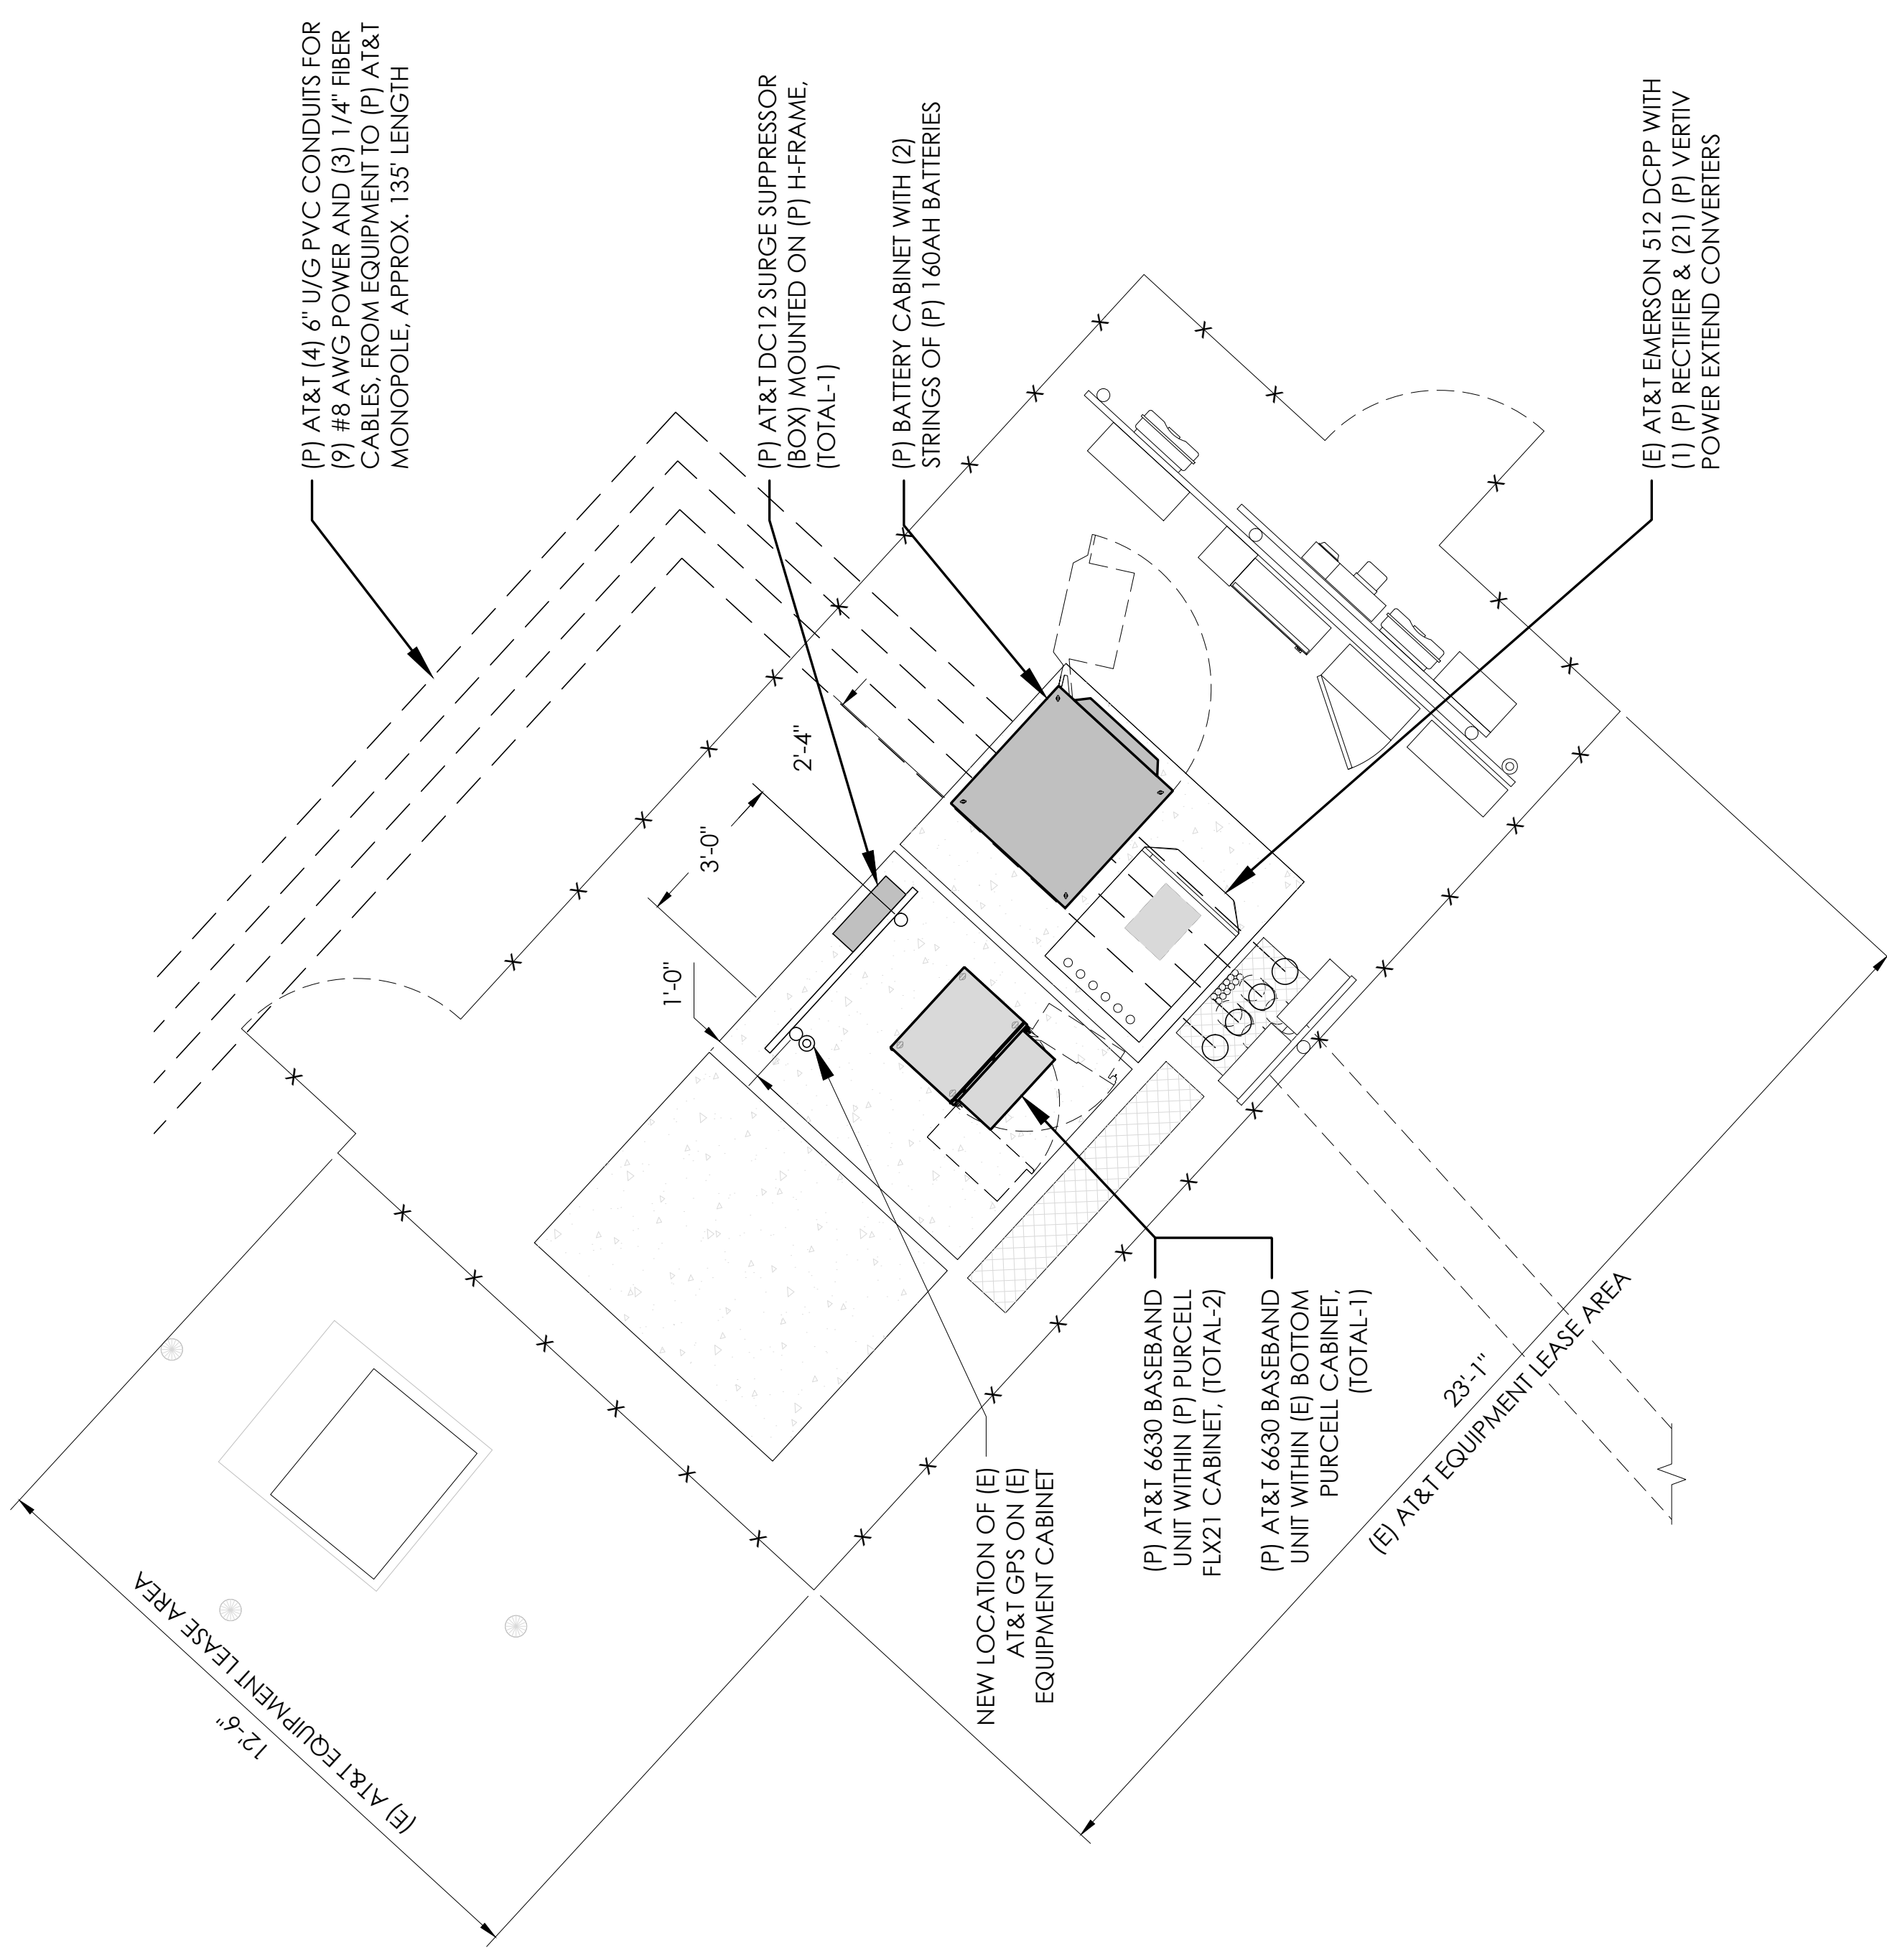 (P) AT&T (4) 6" U/G PVC CONDUITS FOR
(9) #8 AWG POWER AND (3) 1/4" FIBER
CABLES, FROM EQUIPMENT TO (P) AT&T
MONOPOLE, APPROX. 135' LENGTH
(P) AT&T DC12 SURGE SUPPRESSOR
(BOX) MOUNTED ON (P) H-FRAME,
(TOTAL-1)
(P) BATTERY CABINET WITH (2)
STRINGS OF (P) 160AH BATTERIES
(E) AT&T EMERSON 512 DCPP WITH
(1) (P) RECTIFIER & (21) (P) VERTIV
POWER EXTEND CONVERTERS
2'-4"
3'-0"
1'-0"
NEW LOCATION OF (E)
AT&T GPS ON (E)
EQUIPMENT CABINET
(P) AT&T 6630 BASEBAND
UNIT WITHIN (P) PURCELL
FLX21 CABINET, (TOTAL-2)
(P) AT&T 6630 BASEBAND
UNIT WITHIN (E) BOTTOM
PURCELL CABINET,
(TOTAL-1)
23'-1"
(E) AT&T EQUIPMENT LEASE AREA
(E) AT&T EQUIPMENT LEASE AREA
12'-6"